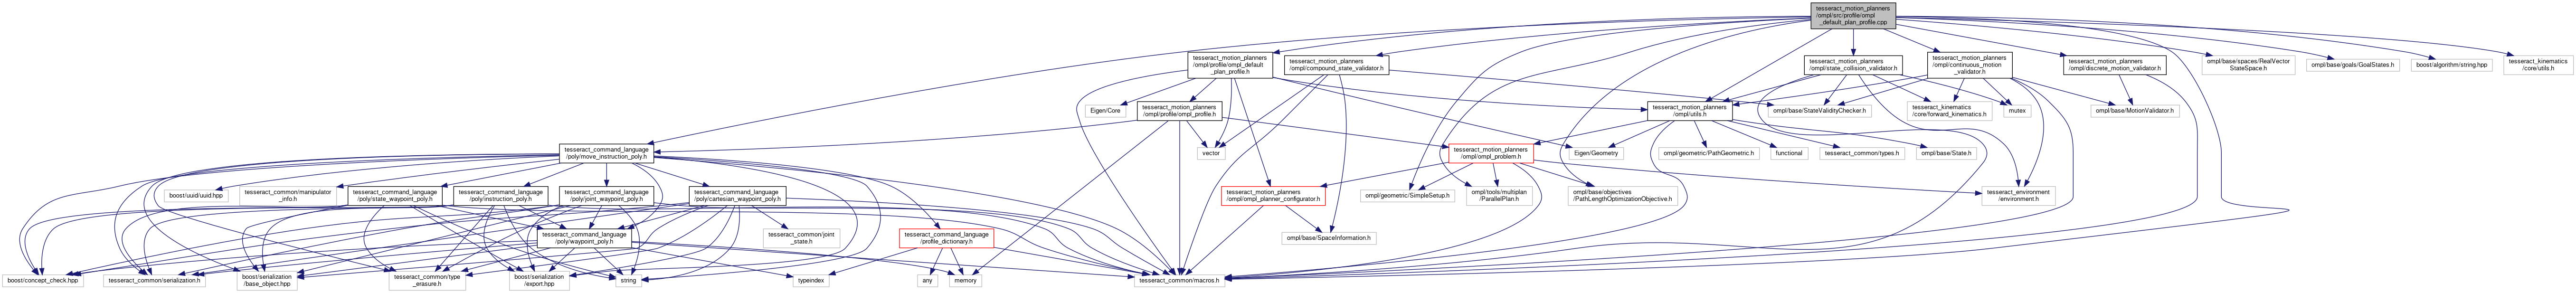 tesseract_motion_planners
/ompl/src/profile/ompl
_default_plan_profile.cpp
tesseract_motion_planners
/ompl/profile/ompl_default
_plan_profile.h
tesseract_motion_planners
/ompl/compound_state_validator.h
tesseract_motion_planners
/ompl/state_collision_validator.h
tesseract_motion_planners
/ompl/continuous_motion
_validator.h
tesseract_motion_planners
/ompl/discrete_motion_validator.h
ompl/base/spaces/RealVector
StateSpace.h
ompl/base/goals/GoalStates.h
boost/algorithm/string.hpp
tesseract_kinematics
/core/utils.h
Eigen/Core
tesseract_motion_planners
/ompl/profile/ompl_profile.h
tesseract_motion_planners
/ompl/utils.h
ompl/base/StateValidityChecker.h
tesseract_kinematics
/core/forward_kinematics.h
mutex
ompl/base/MotionValidator.h
tesseract_command_language
/poly/move_instruction_poly.h
vector
tesseract_motion_planners
/ompl/ompl_problem.h
Eigen/Geometry
ompl/geometric/PathGeometric.h
functional
tesseract_common/types.h
ompl/base/State.h
boost/uuid/uuid.hpp
tesseract_common/manipulator
_info.h
tesseract_command_language
/poly/state_waypoint_poly.h
tesseract_command_language
/poly/instruction_poly.h
tesseract_command_language
/poly/joint_waypoint_poly.h
tesseract_command_language
/poly/cartesian_waypoint_poly.h
tesseract_motion_planners
/ompl/ompl_planner_configurator.h
ompl/geometric/SimpleSetup.h
ompl/tools/multiplan
/ParallelPlan.h
ompl/base/objectives
/PathLengthOptimizationObjective.h
tesseract_environment
/environment.h
tesseract_command_language
/poly/waypoint_poly.h
tesseract_common/joint
_state.h
tesseract_command_language
/profile_dictionary.h
ompl/base/SpaceInformation.h
boost/concept_check.hpp
tesseract_common/serialization.h
boost/serialization
/base_object.hpp
tesseract_common/type
_erasure.h
boost/serialization
/export.hpp
string
typeindex
any
memory
tesseract_common/macros.h